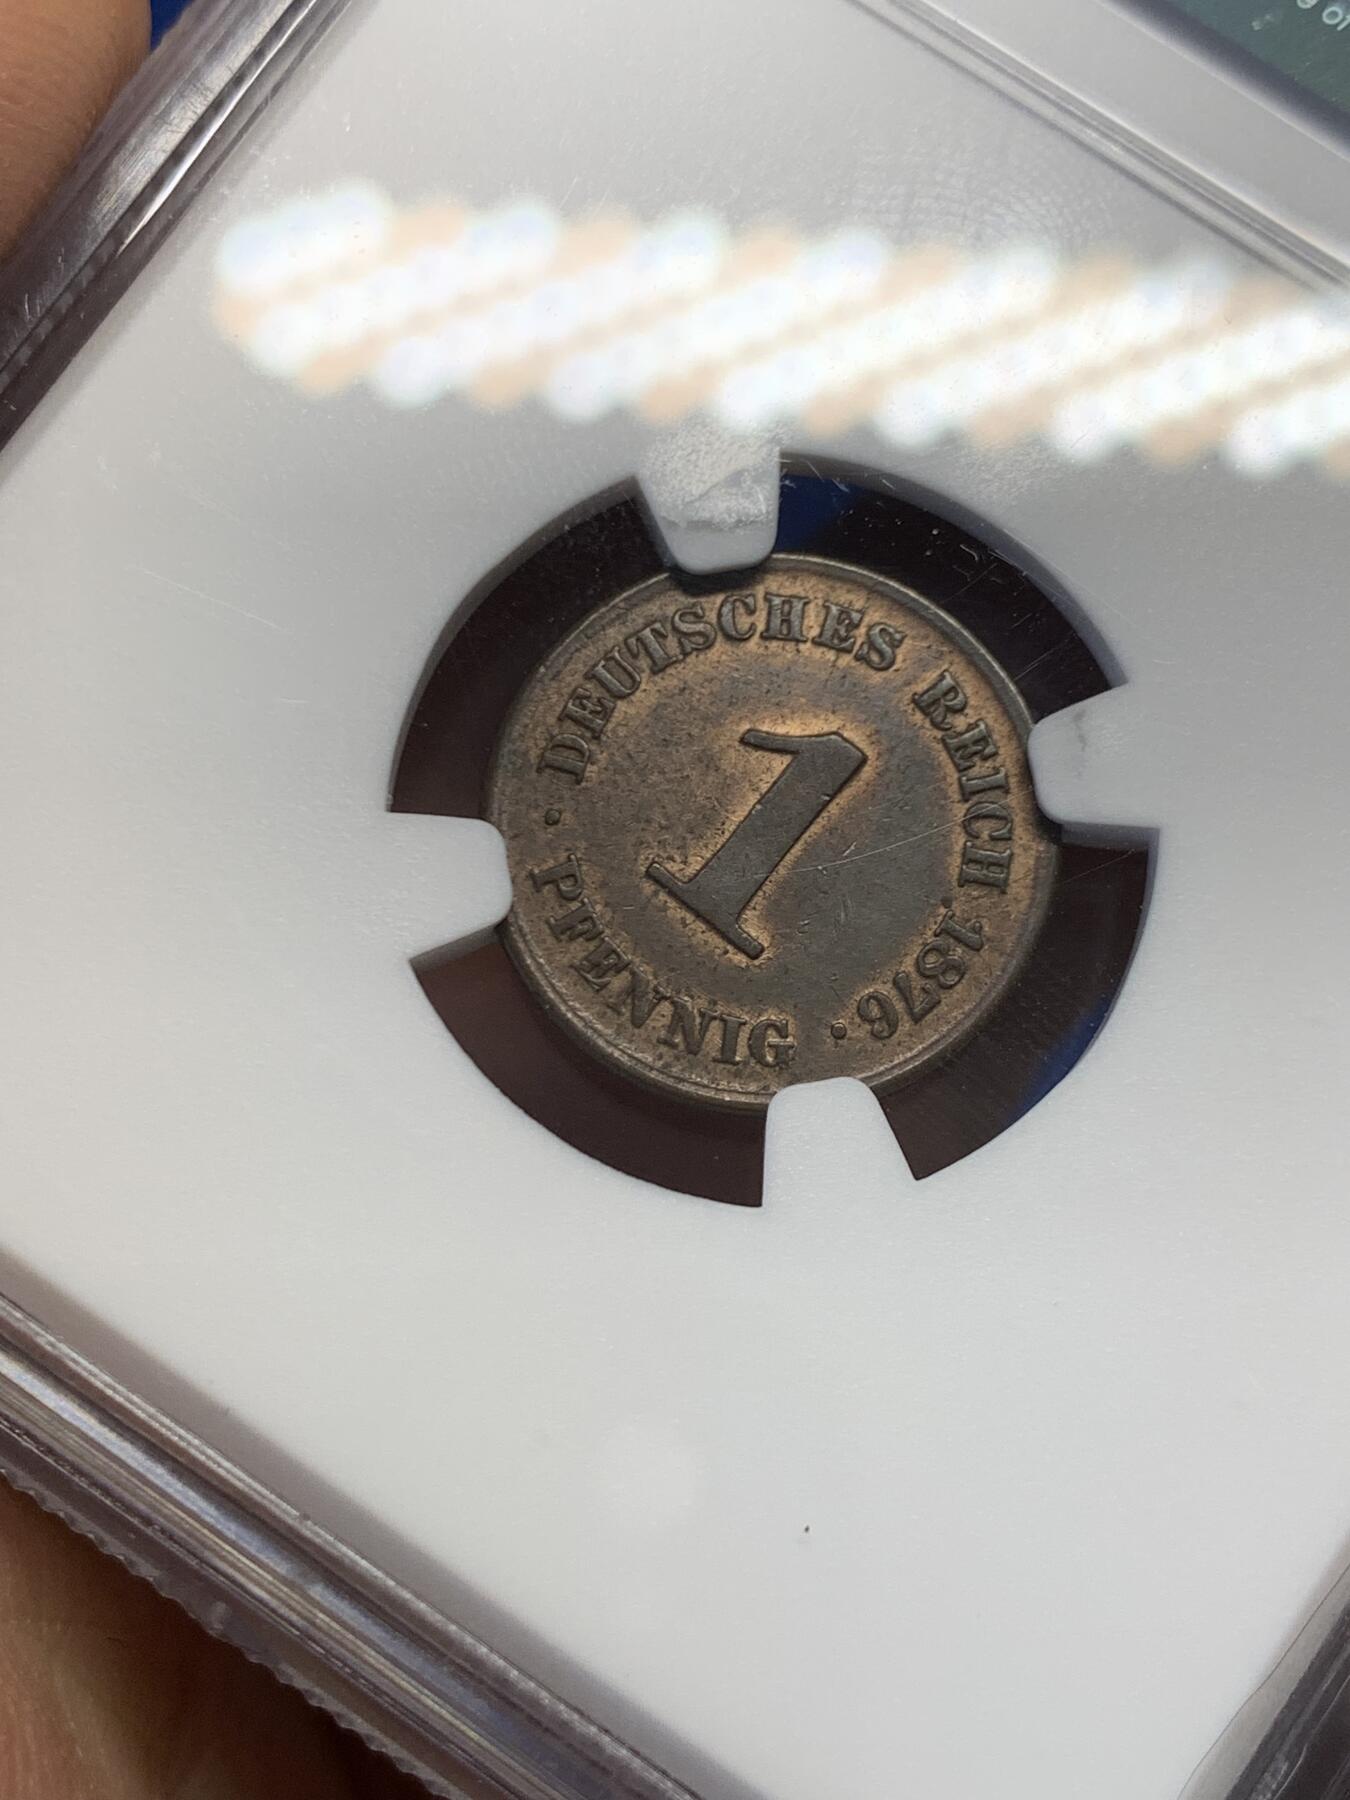 · DEUTSCHES REICH 1876 ·
1
PFENNIG